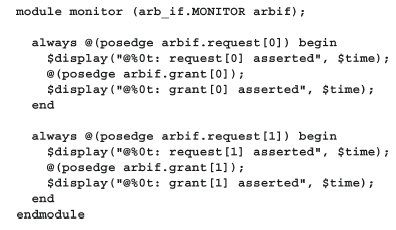 module monitor (arb_if.MONITOR arbif);
always @(posedge arbif.request[0]) begin
$display("@%0t: request[0] asserted", $time);
@(posedge arbif.grant[0]);
$display("@%0t: grant[0] asserted", $time);
end
always @(posedge arbif.request[1]) begin
$display("@%0t: request[1] asserted", $time);
@(posedge arbif.grant[1]);
$display("@%0t: grant[1] asserted", $time);
end
endmodule